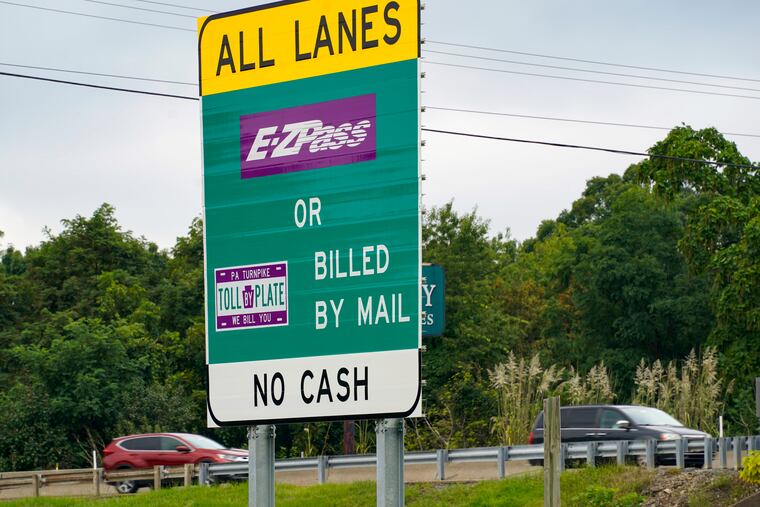 ALL LANES
E-ZPass
OR
PA TURNPIKE
TOLL BY PLATE
WE BILL YOU
BILLED
BY MAIL
NO CASH